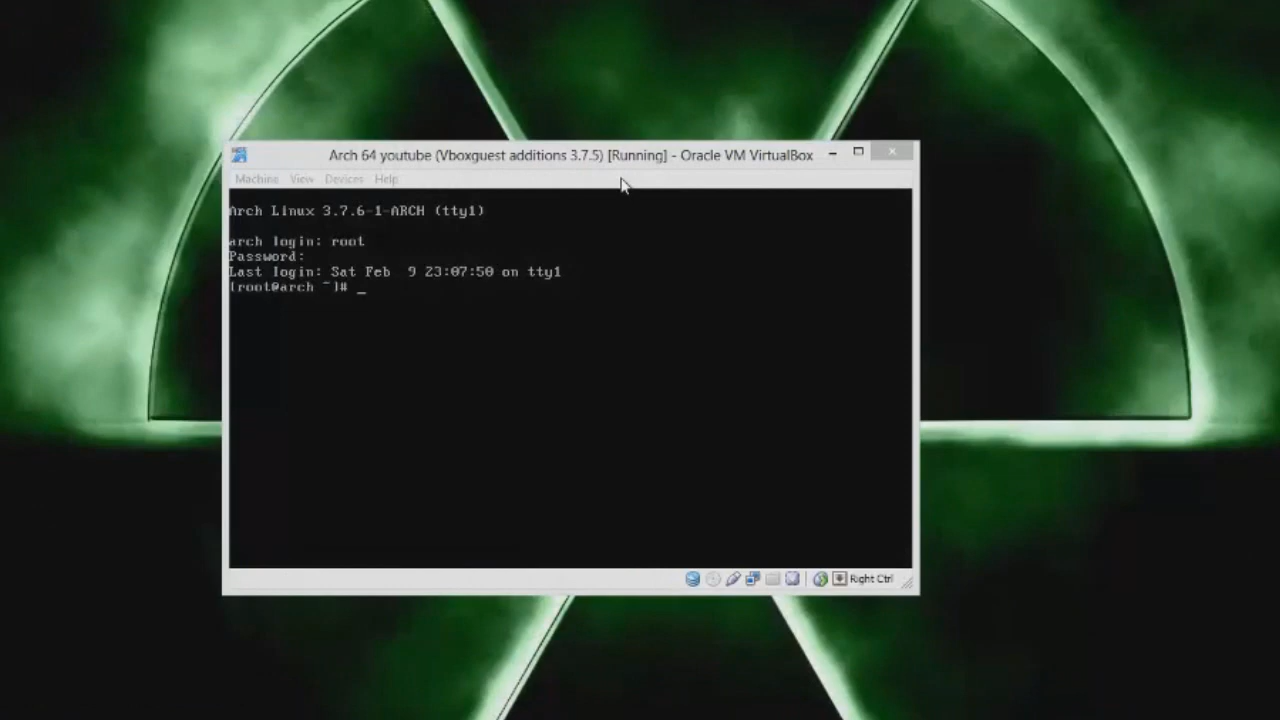 Arch 64 youtube (Vboxguest additions 3.7.5) [Running] - Oracle VM VirtualBox
Machine View Devices Help
Arch Linux 3.7.6-1-ARCH (tty1)
arch login: root
Password:
Last login: Sat Feb  9 23:07:50 on tty1
[root@arch ~]# _
Right Ctrl